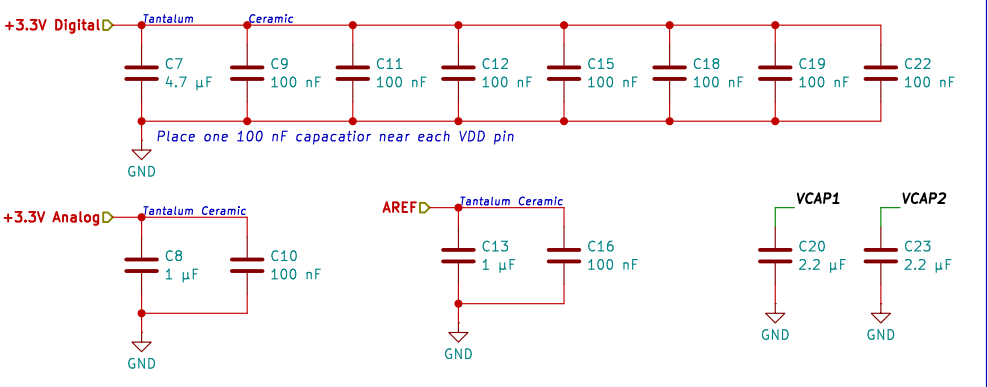 +3.3V Digital
Tantalum
Ceramic
C7
4.7 µF
C9
100 nF
C11
100 nF
C12
100 nF
C15
100 nF
C18
100 nF
C19
100 nF
C22
100 nF
Place one 100 nF capacatior near each VDD pin
GND
+3.3V Analog
Tantalum Ceramic
C8
1 µF
C10
100 nF
GND
AREF
Tantalum Ceramic
C13
1 µF
C16
100 nF
GND
VCAP1
C20
2.2 µF
GND
VCAP2
C23
2.2 µF
GND